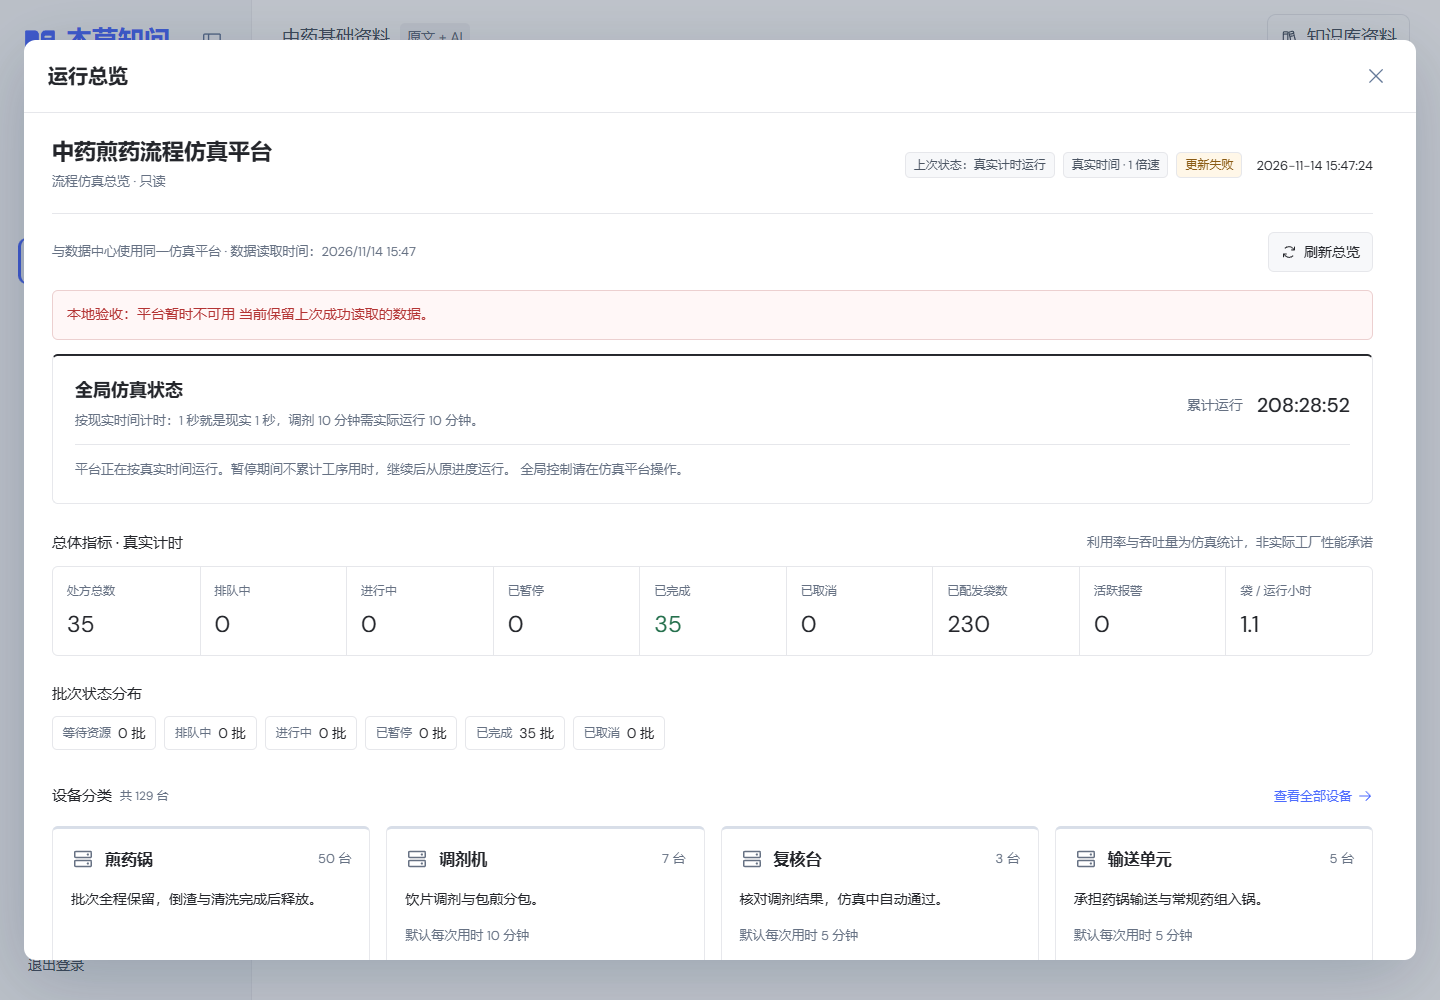 本草知问
中药基础资料 原文 + AI
知识库资料
运行总览
中药煎药流程仿真平台
流程仿真总览 · 只读
上次状态：真实计时运行 真实时间 · 1 倍速 更新失败 2026-11-14 15:47:24
与数据中心使用同一仿真平台 · 数据读取时间：2026/11/14 15:47
刷新总览
本地验收：平台暂时不可用 当前保留上次成功读取的数据。
全局仿真状态
按现实时间计时：1 秒就是现实 1 秒，调剂 10 分钟需实际运行 10 分钟。
累计运行 208:28:52
平台正在按真实时间运行。暂停期间不累计工序用时，继续后从原进度运行。 全局控制请在仿真平台操作。
总体指标 · 真实计时
利用率与吞吐量为仿真统计，非实际工厂性能承诺
处方总数 排队中 进行中 已暂停 已完成 已取消 已配发袋数 活跃报警 袋 / 运行小时
35 0 0 0 35 0 230 0 1.1
批次状态分布
等待资源 0 批 排队中 0 批 进行中 0 批 已暂停 0 批 已完成 35 批 已取消 0 批
设备分类 共 129 台
查看全部设备
煎药锅 50 台
批次全程保留，倒渣与清洗完成后释放。
调剂机 7 台
饮片调剂与包煎分包。
默认每次用时 10 分钟
复核台 3 台
核对调剂结果，仿真中自动通过。
默认每次用时 5 分钟
输送单元 5 台
承担药锅输送与常规药组入锅。
默认每次用时 5 分钟
退出登录